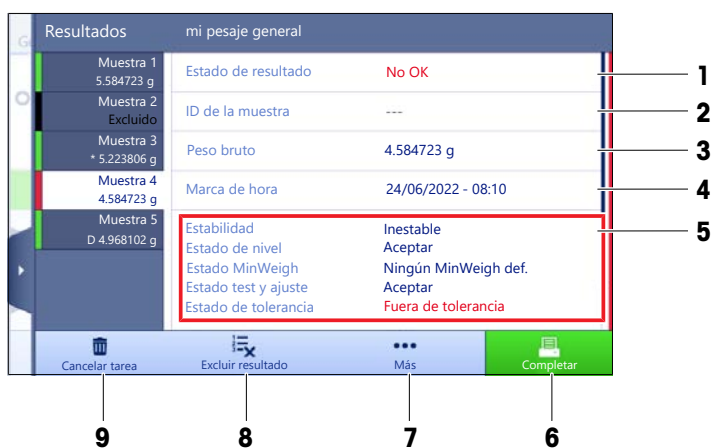 Resultados
mi pesaje general
Muestra 1
5.584723 g
Muestra 2
Excluido
Muestra 3
* 5.223806 g
Muestra 4
4.584723 g
Muestra 5
D 4.968102 g
Estado de resultado No OK
1
ID de la muestra ---
2
Peso bruto 4.584723 g
3
Marca de hora 24/06/2022 - 08:10
4
Estabilidad Inestable
5
Estado de nivel Aceptar
Estado MinWeigh Ningún MinWeigh def.
Estado test y ajuste Aceptar
Estado de tolerancia Fuera de tolerancia
Cancelar tarea
Excluir resultado
Más
Completar
9 8 7 6